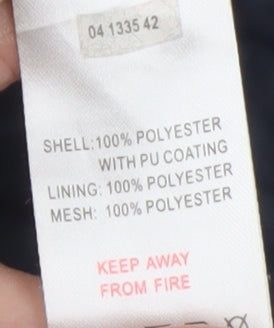 04 1335 42
SHELL: 100% POLYESTER
WITH PU COATING
LINING: 100% POLYESTER
MESH: 100% POLYESTER
KEEP AWAY
FROM FIRE